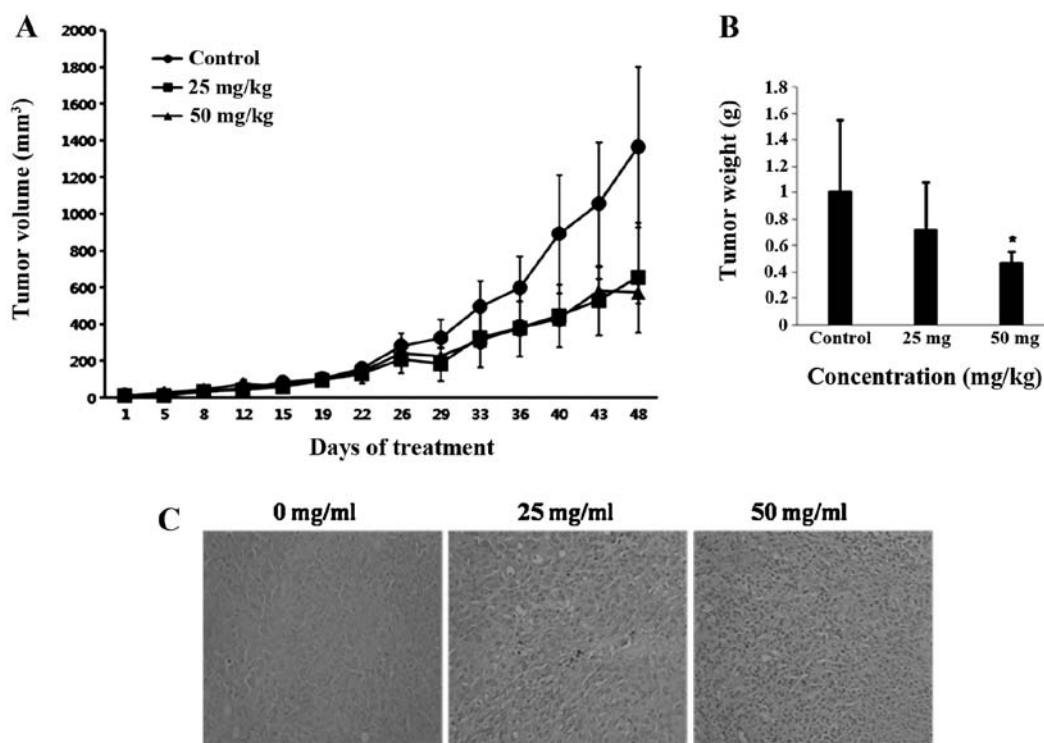 A
Tumor volume (mm³)
2000
1800
1600
1400
1200
1000
800
600
400
200
0
Control
25 mg/kg
50 mg/kg
1 5 8 12 15 19 22 26 29 33 36 40 43 48
Days of treatment
B
Tumor weight (g)
1.8
1.6
1.4
1.2
1
0.8
0.6
0.4
0.2
0
*
Control 25 mg 50 mg
Concentration (mg/kg)
C
0 mg/ml 25 mg/ml 50 mg/ml